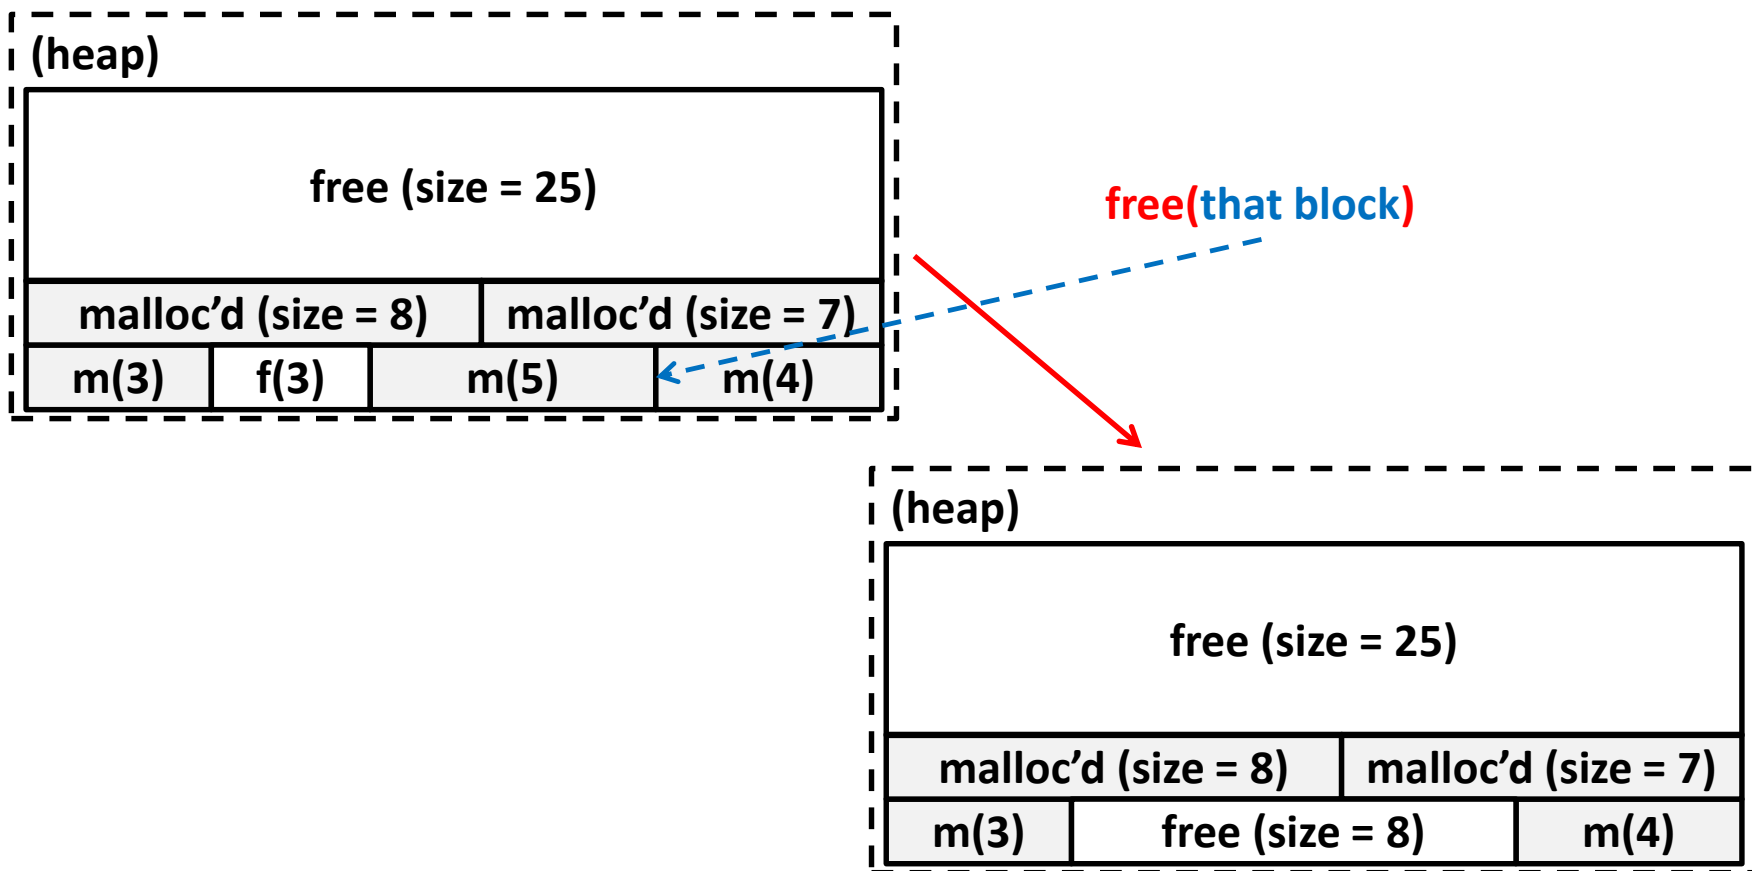 (heap)
free (size = 25)
free(that block)
malloc’d (size = 8) malloc’d (size = 7)
m(3) f(3) m(5) m(4)
(heap)
free (size = 25)
malloc’d (size = 8) malloc’d (size = 7)
m(3) free (size = 8) m(4)